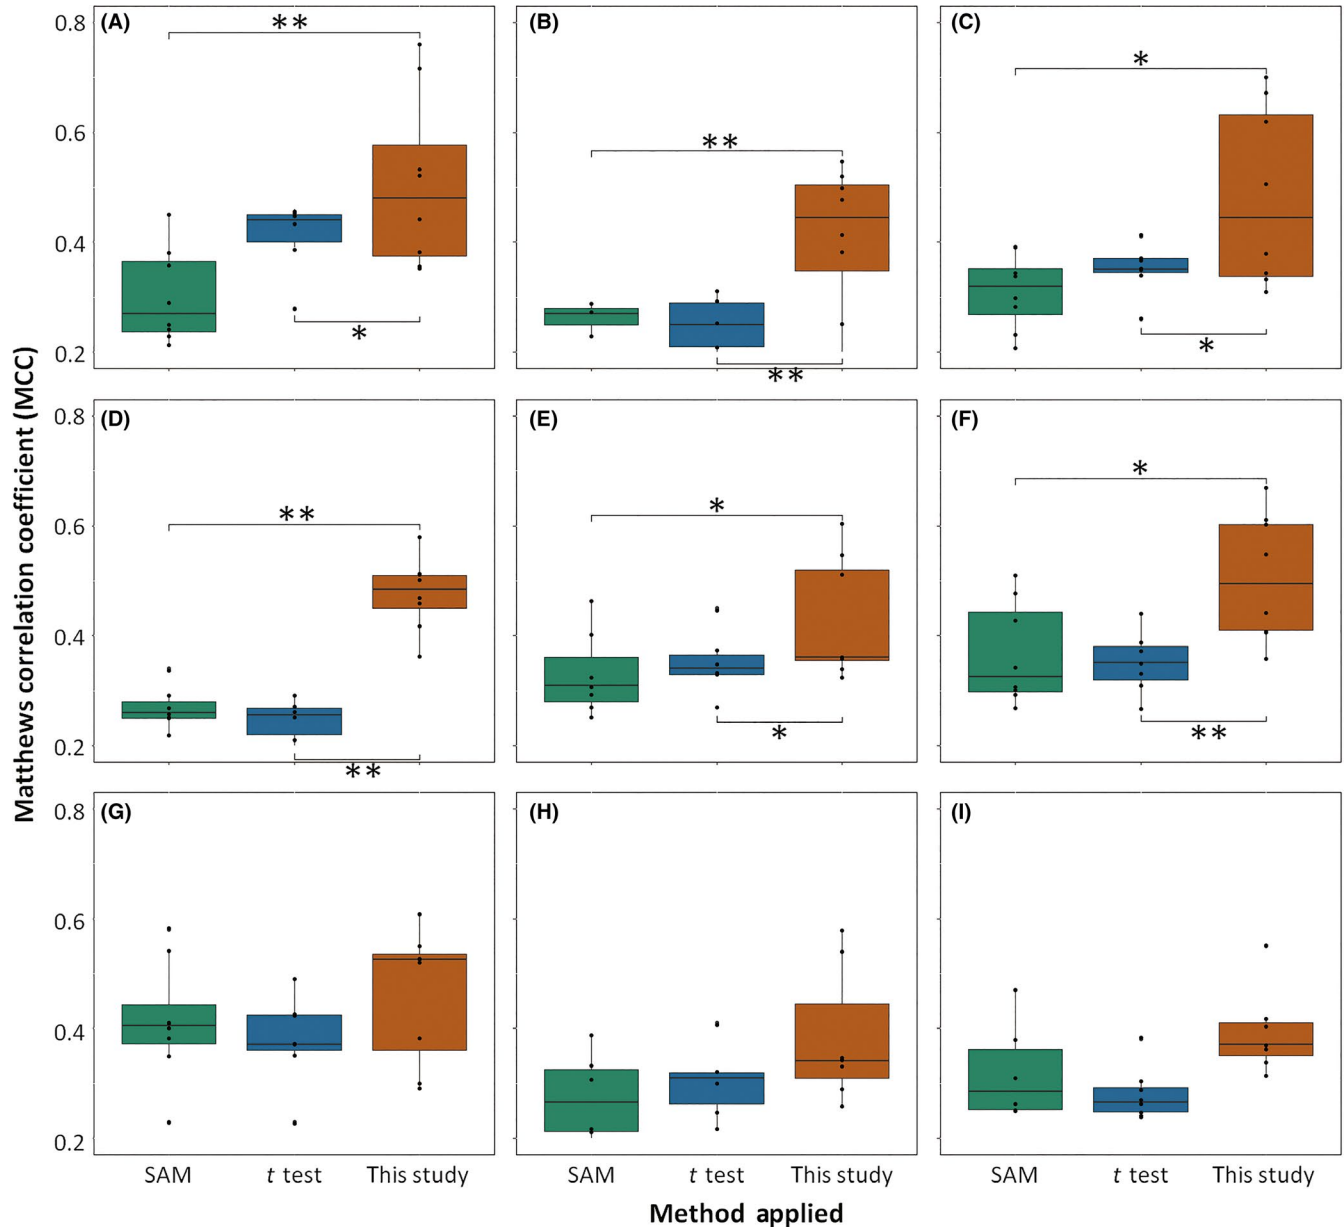 (A)
**
0.8
0.6
0.4
0.2
*
(B)
**
**
(C)
*
*
(D)
**
0.8
0.6
0.4
0.2
**
(E)
*
*
(F)
*
**
(G)
0.8
0.6
0.4
0.2
(H)
(I)
Matthews correlation coefficient (MCC)
SAM t test This study
SAM t test This study
SAM t test This study
Method applied